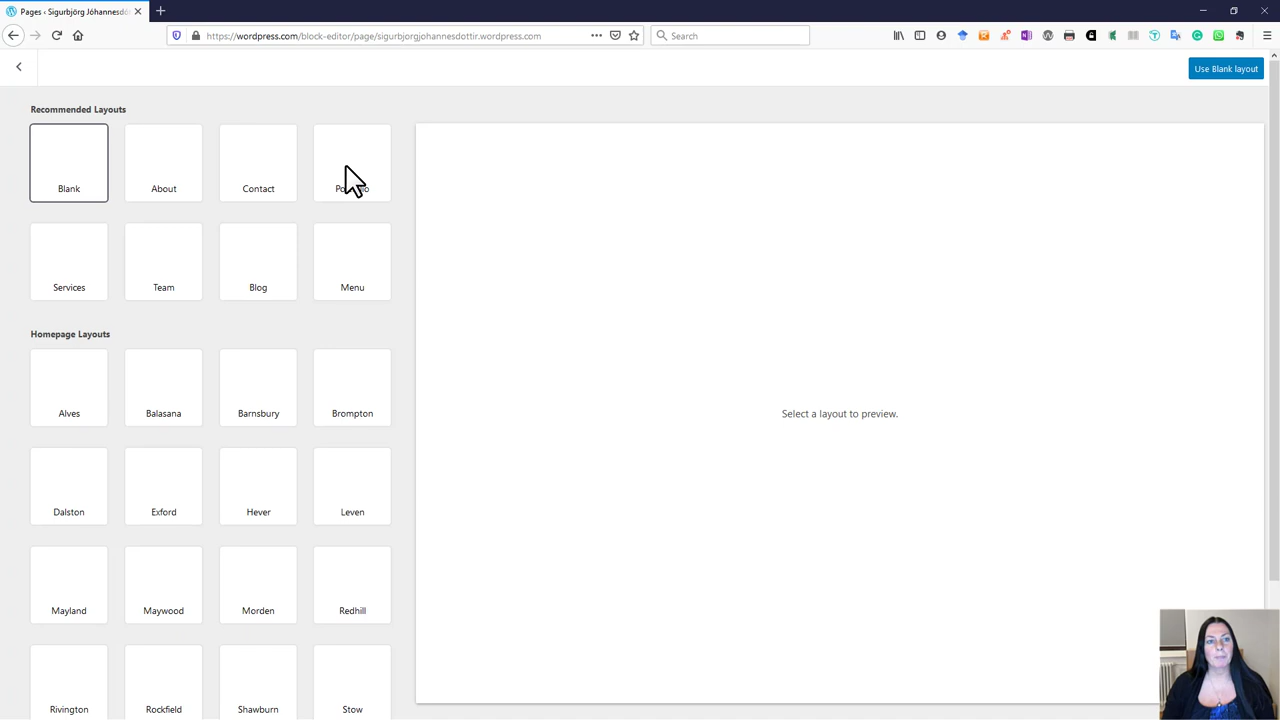 Pages ‹ Sigurbjörg Jóhannesdót
https://wordpress.com/block-editor/page/sigurbjorgjohannesdottir.wordpress.com
Search
Use Blank layout
Recommended Layouts
Blank
About
Contact
Services
Team
Blog
Menu
Homepage Layouts
Alves
Balasana
Barnsbury
Brompton
Select a layout to preview.
Dalston
Exford
Hever
Leven
Mayland
Maywood
Morden
Redhill
Rivington
Rockfield
Shawburn
Stow